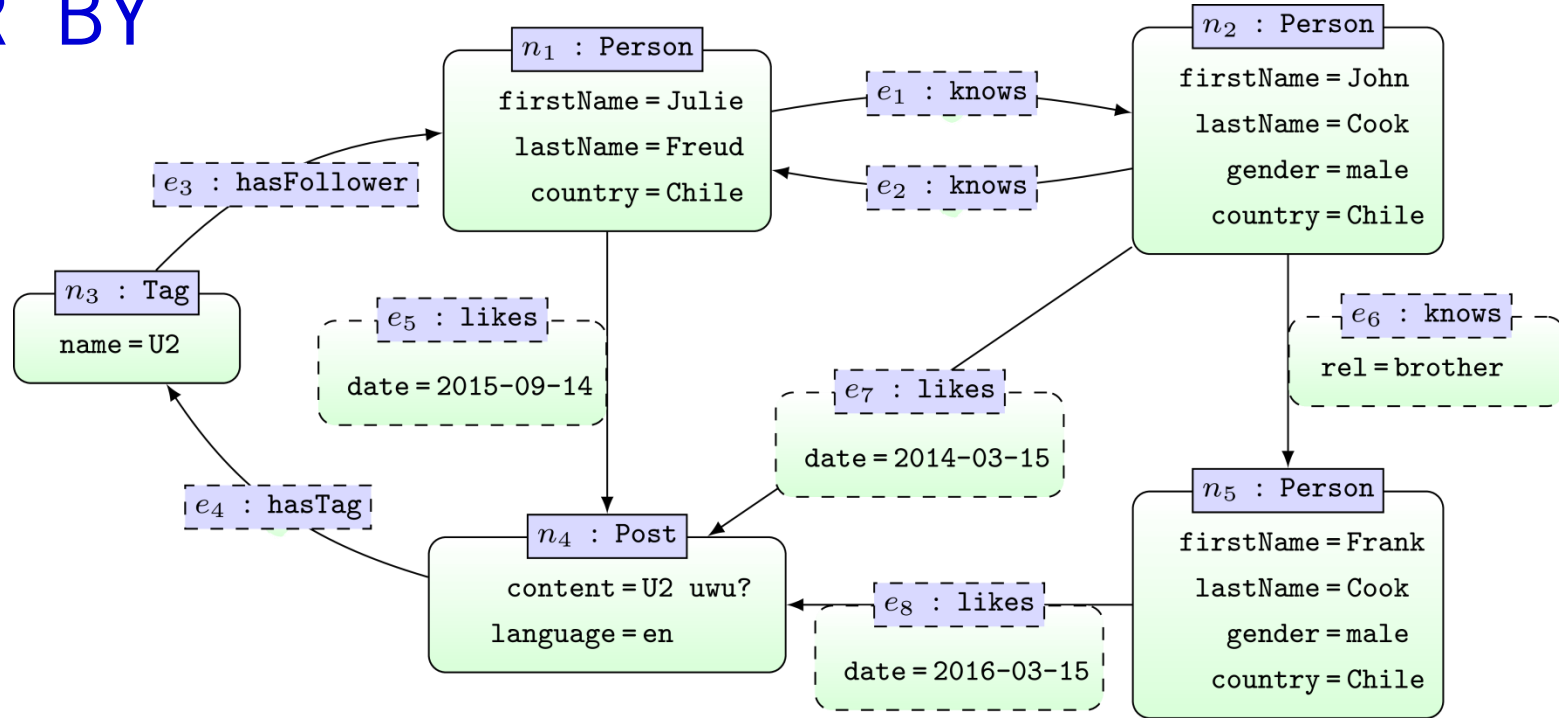 R BY
n₁ : Person
firstName = Julie
lastName = Freud
country = Chile
e₁ : knows
e₂ : knows
n₂ : Person
firstName = John
lastName = Cook
gender = male
country = Chile
e₃ : hasFollower
n₃ : Tag
name = U2
e₅ : likes
date = 2015-09-14
e₇ : likes
date = 2014-03-15
e₆ : knows
rel = brother
e₄ : hasTag
n₄ : Post
content = U2 uwu?
language = en
e₈ : likes
date = 2016-03-15
n₅ : Person
firstName = Frank
lastName = Cook
gender = male
country = Chile